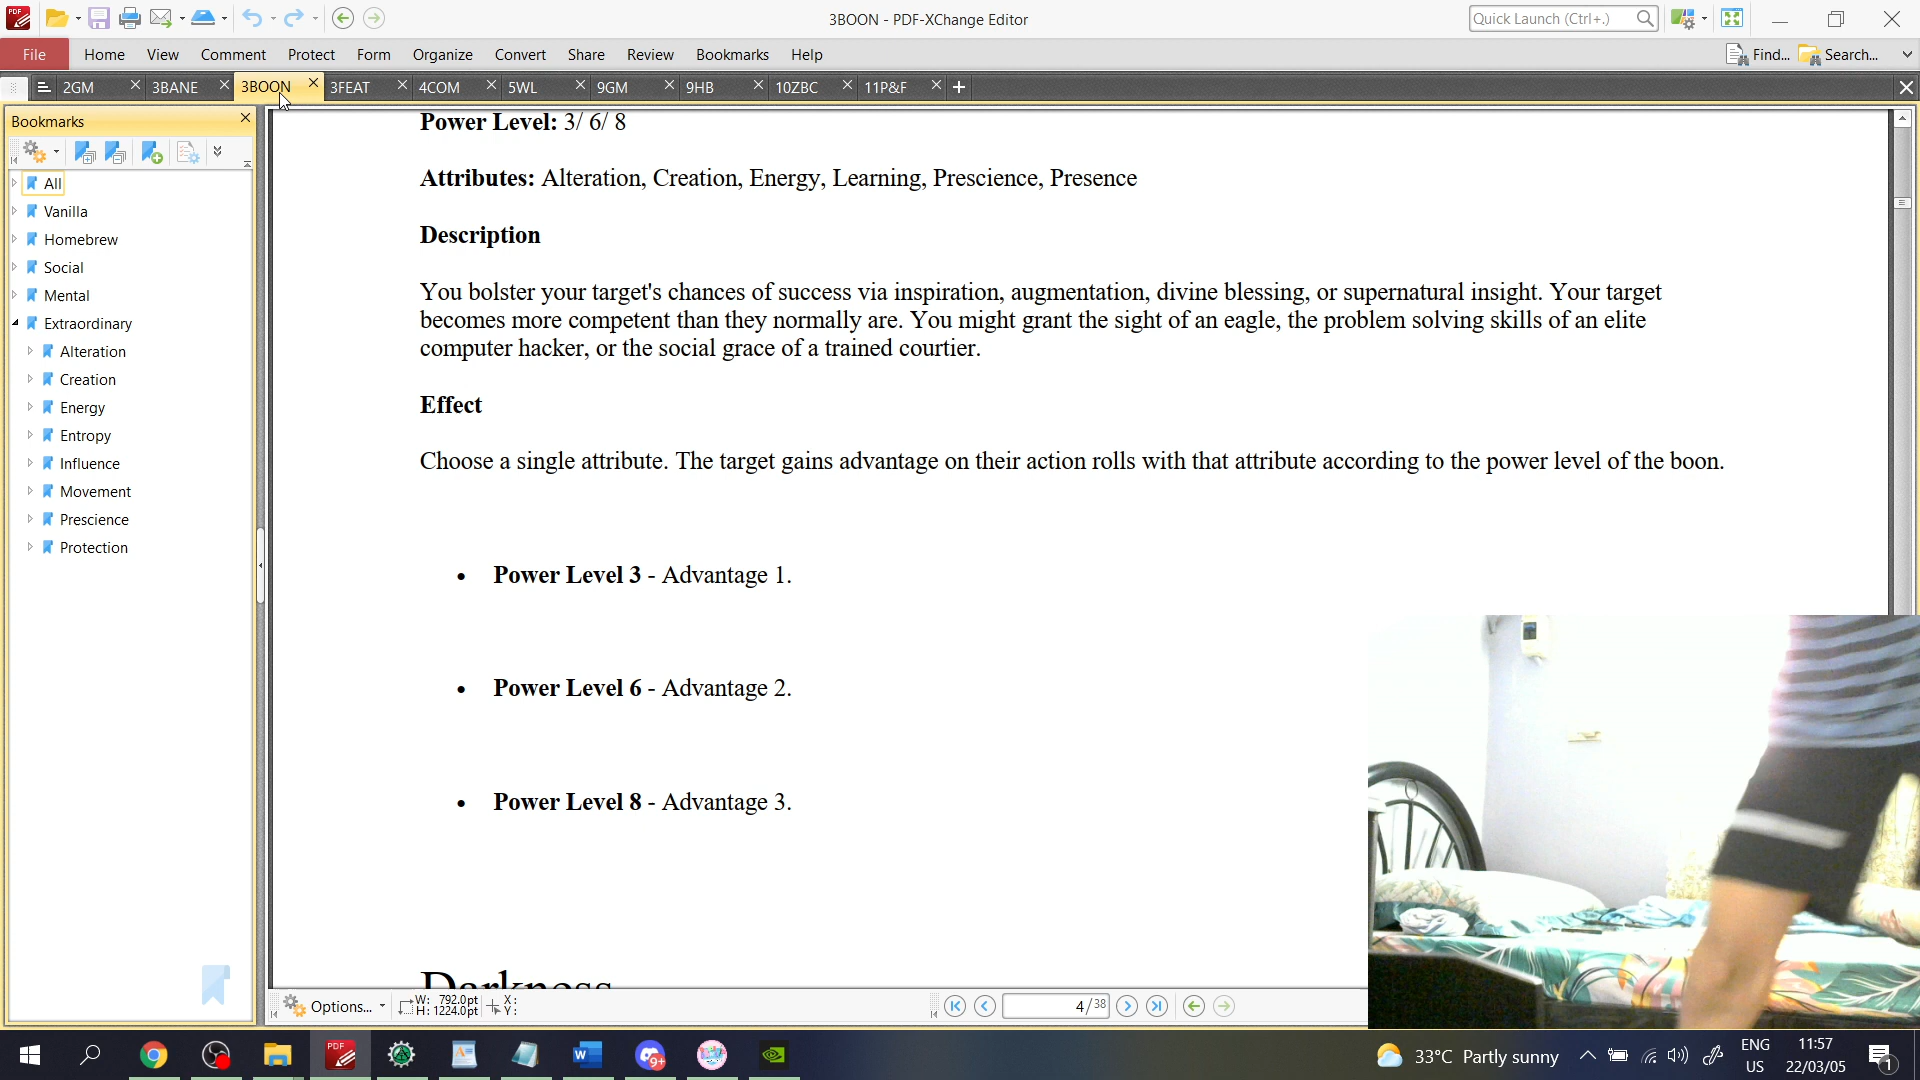 3BOON - PDF-XChange Editor
Quick Launch (Ctrl+.)
File Home View Comment Protect Form Organize Convert Share Review Bookmarks Help
Find... Search...
2GM 3BANE 3BOON 3FEAT 4COM 5WL 9GM 9HB 10ZBC 11P&F
Bookmarks
All
Vanilla
Homebrew
Social
Mental
Extraordinary
Alteration
Creation
Energy
Entropy
Influence
Movement
Prescience
Protection
Power Level: 3/ 6/ 8
Attributes: Alteration, Creation, Energy, Learning, Prescience, Presence
Description
You bolster your target's chances of success via inspiration, augmentation, divine blessing, or supernatural insight. Your target
becomes more competent than they normally are. You might grant the sight of an eagle, the problem solving skills of an elite
computer hacker, or the social grace of a trained courtier.
Effect
Choose a single attribute. The target gains advantage on their action rolls with that attribute according to the power level of the boon.
• Power Level 3 - Advantage 1.
• Power Level 6 - Advantage 2.
• Power Level 8 - Advantage 3.
Darkness
Options... W: 792.0pt X:
H: 1224.0pt Y:
4/38
PDF
9+
33°C Partly sunny
ENG
US
11:57
22/03/05
1